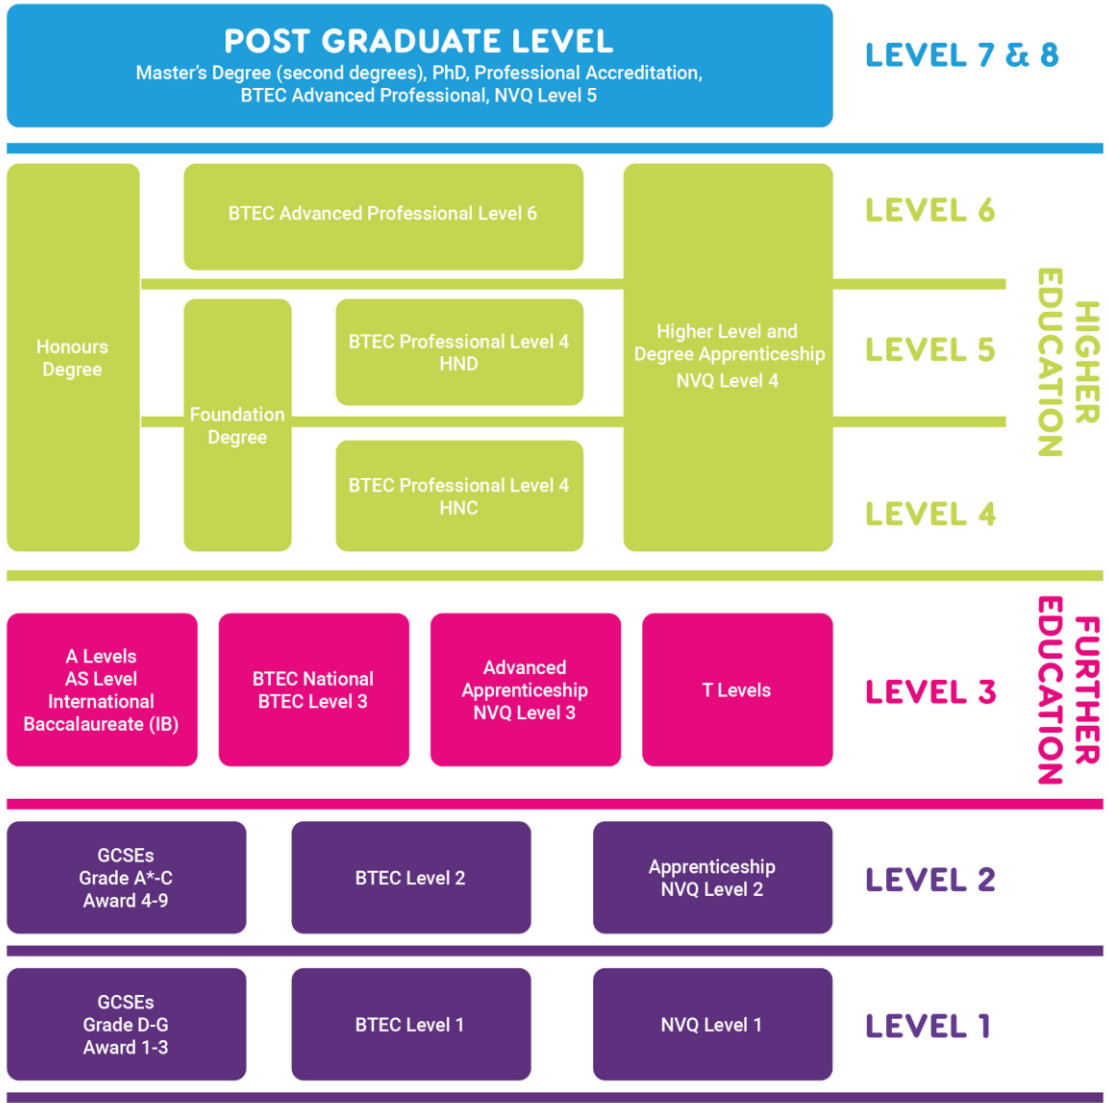 POST GRADUATE LEVEL
Master's Degree (second degrees), PhD, Professional Accreditation,
BTEC Advanced Professional, NVQ Level 5
LEVEL 7 & 8
Honours
Degree
BTEC Advanced Professional Level 6
LEVEL 6
Foundation
Degree
BTEC Professional Level 4
HND
Higher Level and
Degree Apprenticeship
NVQ Level 4
LEVEL 5
BTEC Professional Level 4
HNC
LEVEL 4
HIGHER
EDUCATION
A Levels
AS Level
International
Baccalaureate (IB)
BTEC National
BTEC Level 3
Advanced
Apprenticeship
NVQ Level 3
T Levels
LEVEL 3
FURTHER
EDUCATION
GCSEs
Grade A*-C
Award 4-9
BTEC Level 2
Apprenticeship
NVQ Level 2
LEVEL 2
GCSEs
Grade D-G
Award 1-3
BTEC Level 1
NVQ Level 1
LEVEL 1